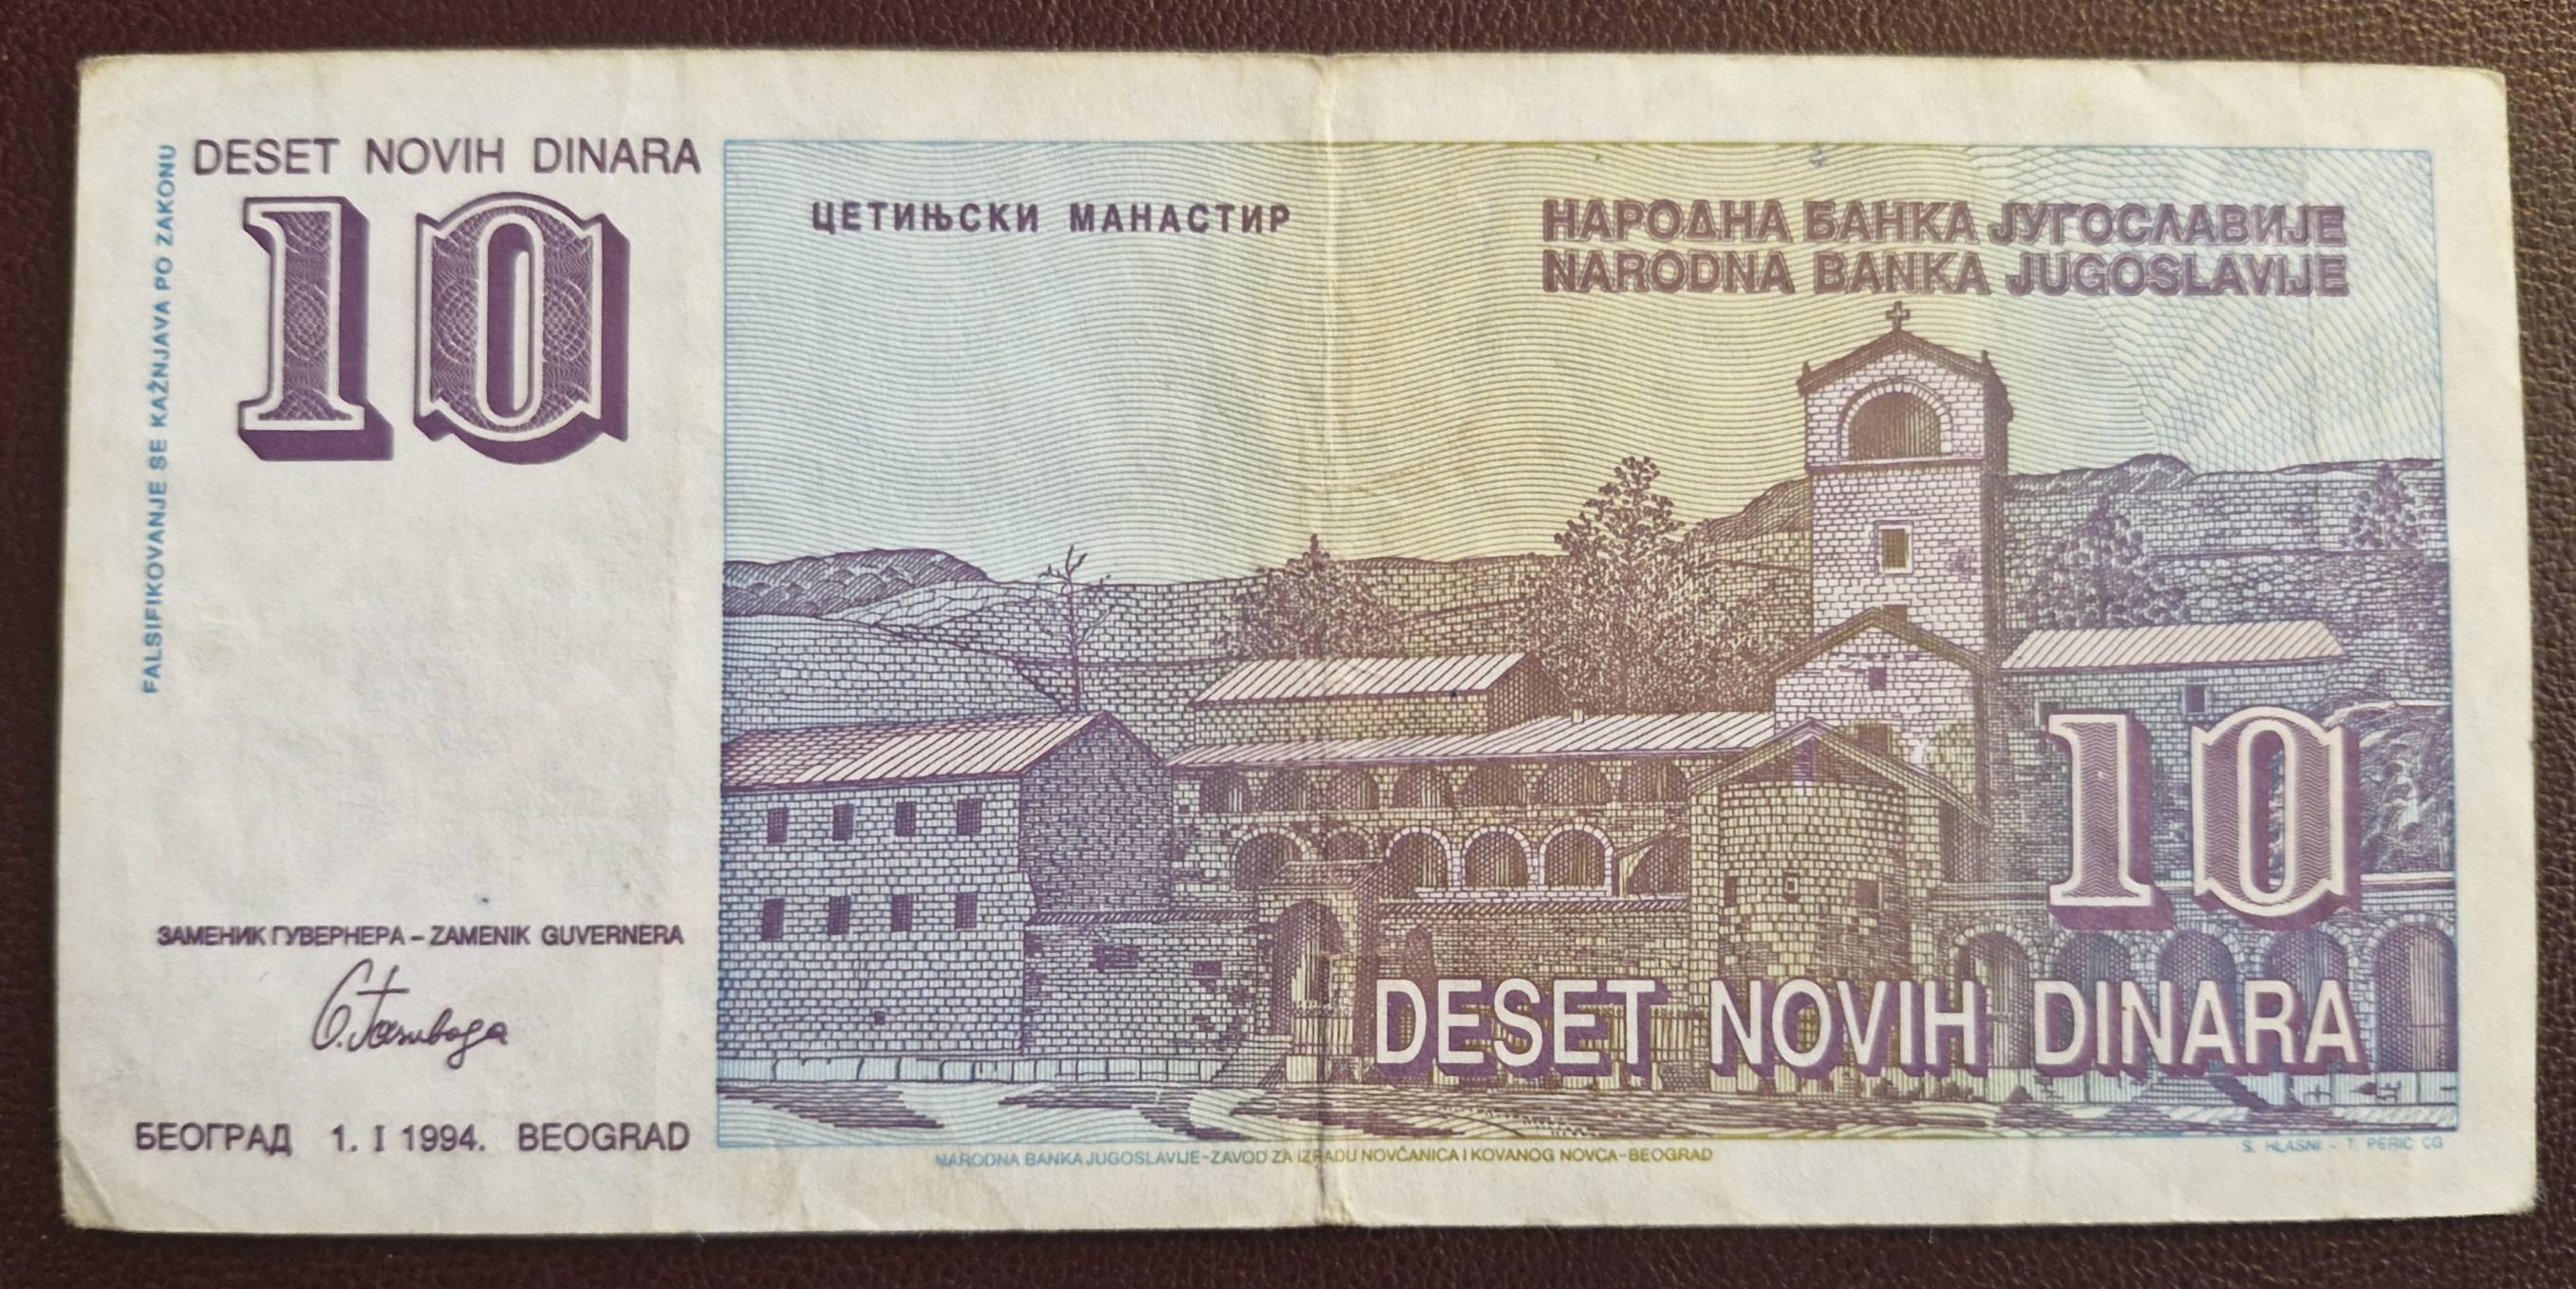 FALSIFIKOVANJE SE KAŽNJAVA PO ZAKONU
DESET NOVIH DINARA
10
ЗАМЕНИК ГУВЕРНЕРА – ZAMENIK GUVERNERA
БЕОГРАД 1. I 1994. BEOGRAD
ЦЕТИЊСКИ МАНАСТИР
НАРОДНА БАНКА ЈУГОСЛАВИЈЕ
NARODNA BANKA JUGOSLAVIJE
10
DESET NOVIH DINARA
NARODNA BANKA JUGOSLAVIJE - ZAVOD ZA IZRADU NOVČANICA I KOVANOG NOVCA - BEOGRAD
S. HLASNI - T. PERIĆ CG